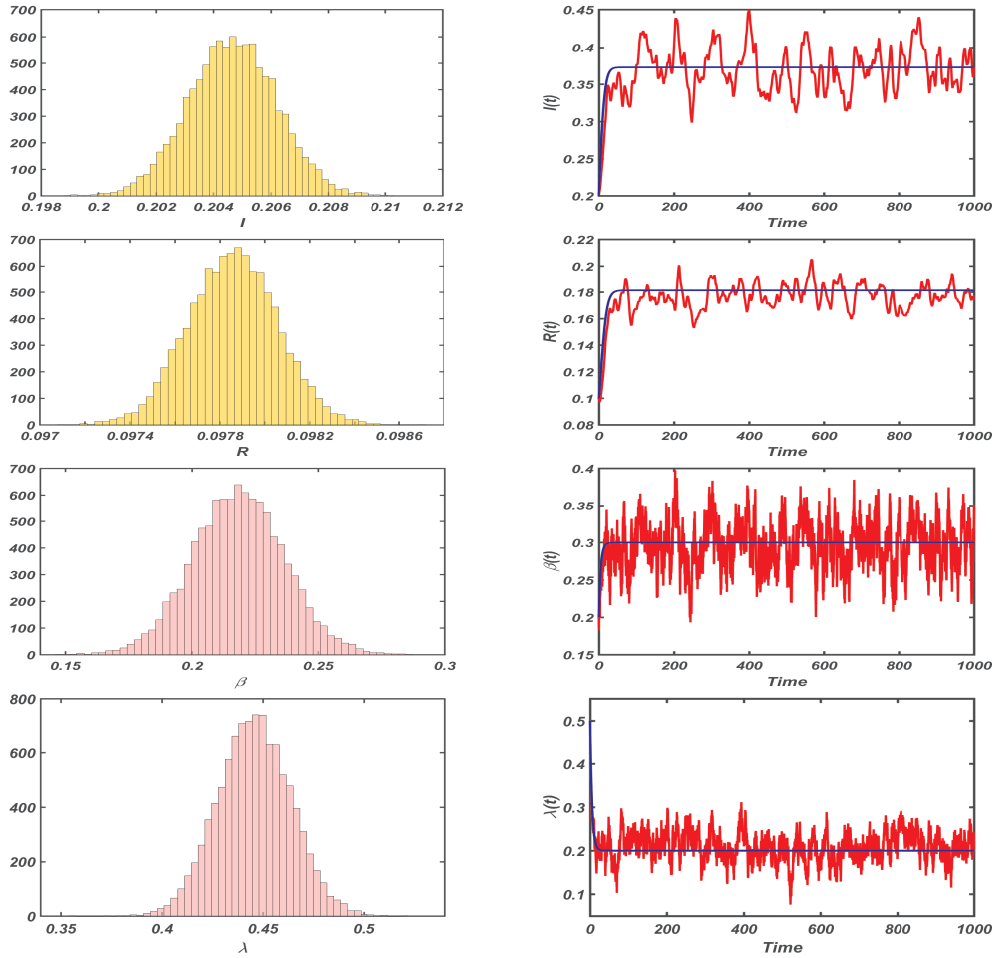 700
600
500
400
300
200
100
0
0.198 0.2 0.202 0.204 0.206 0.208 0.21 0.212
I
0.45
0.4
0.35
0.3
0.25
0.2
I(t)
0 200 400 600 800 1000
Time
700
600
500
400
300
200
100
0
0.097 0.0974 0.0978 0.0982 0.0986
R
0.22
0.2
0.18
0.16
0.14
0.12
0.1
0.08
R(t)
0 200 400 600 800 1000
Time
700
600
500
400
300
200
100
0
0.15 0.2 0.25 0.3
β
0.4
0.35
0.3
0.25
0.2
0.15
β(t)
0 200 400 600 800 1000
Time
800
600
400
200
0
0.35 0.4 0.45 0.5
λ
0.5
0.4
0.3
0.2
0.1
λ(t)
0 200 400 600 800 1000
Time